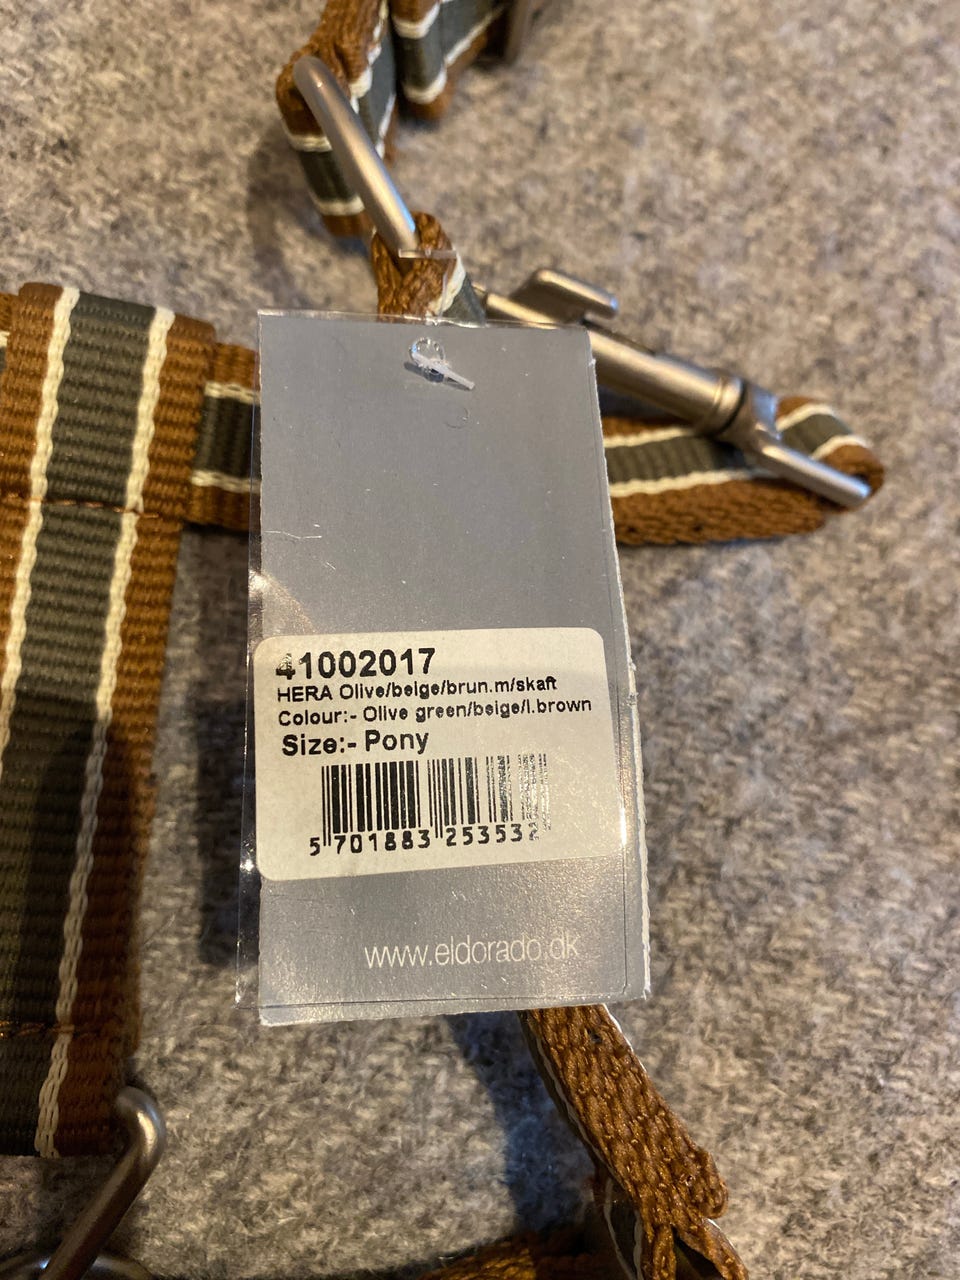 41002017
HERA Olive/beige/brun.m/skaft
Colour:- Olive green/beige/l.brown
Size:- Pony
5 701883 253532
www.eldorado.dk